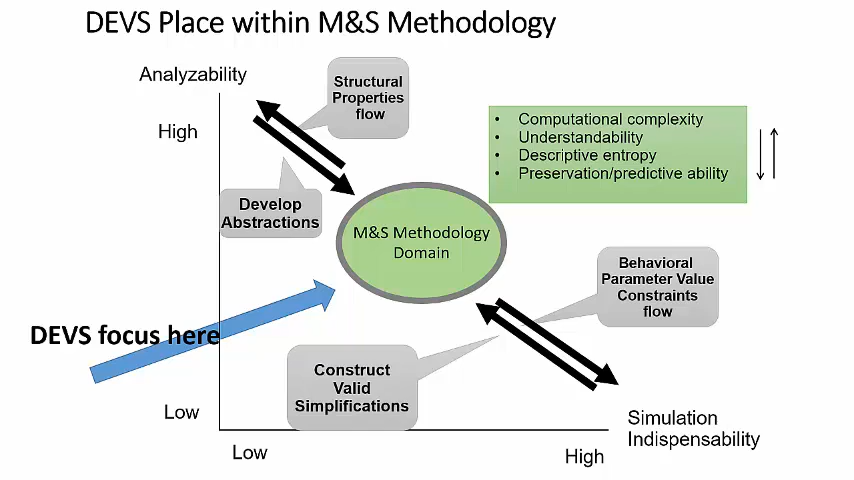 DEVS Place within M&S Methodology
Analyzability
Structural
Properties
flow
High
• Computational complexity
• Understandability
• Descriptive entropy
• Preservation/predictive ability
Develop
Abstractions
M&S Methodology
Domain
Behavioral
Parameter Value
Constraints
flow
DEVS focus here
Construct
Valid
Simplifications
Low
Simulation
Indispensability
Low
High